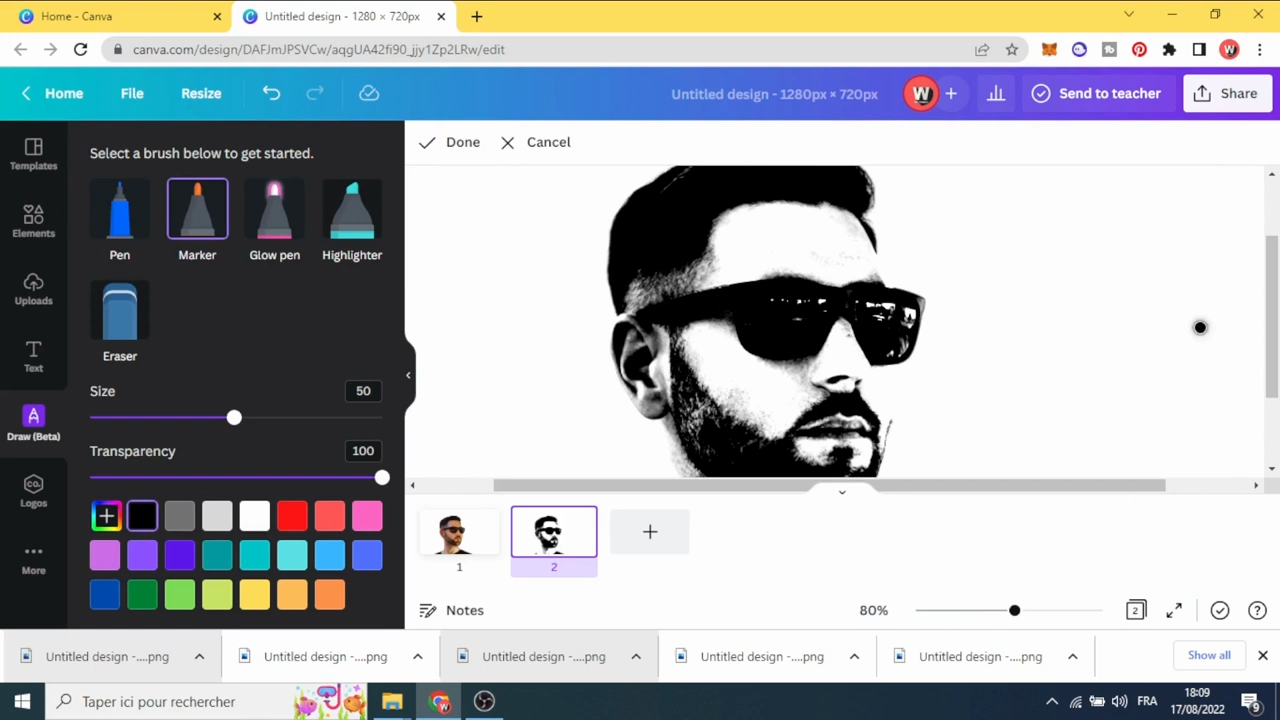 Home - Canva
Untitled design - 1280 × 720px
canva.com/design/DAFJmJPSVCw/aqgUA42fi90_jjy1Zp2LRw/edit
Home
File
Resize
Untitled design - 1280px × 720px
W
Send to teacher
Share
Templates
Elements
Uploads
Text
Draw (Beta)
CO.
Logos
More
Select a brush below to get started.
Pen
Marker
Glow pen
Highlighter
Eraser
Size
50
Transparency
100
Done
Cancel
1
2
Notes
80%
2
Untitled design -....png
Untitled design -....png
Untitled design -....png
Untitled design -....png
Untitled design -....png
Show all
Taper ici pour rechercher
FRA
18:09
17/08/2022
9